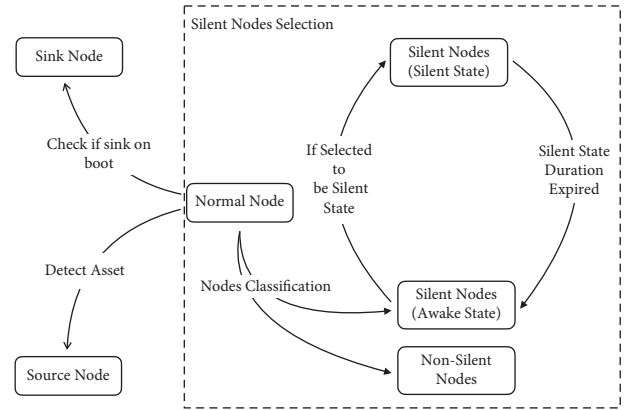 Silent Nodes Selection
Sink Node
Silent Nodes
(Silent State)
Check if sink on
boot
If Selected
to
be Silent
State
Silent State
Duration
Expired
Normal Node
Detect Asset
Nodes Classification
Silent Nodes
(Awake State)
Source Node
Non-Silent
Nodes